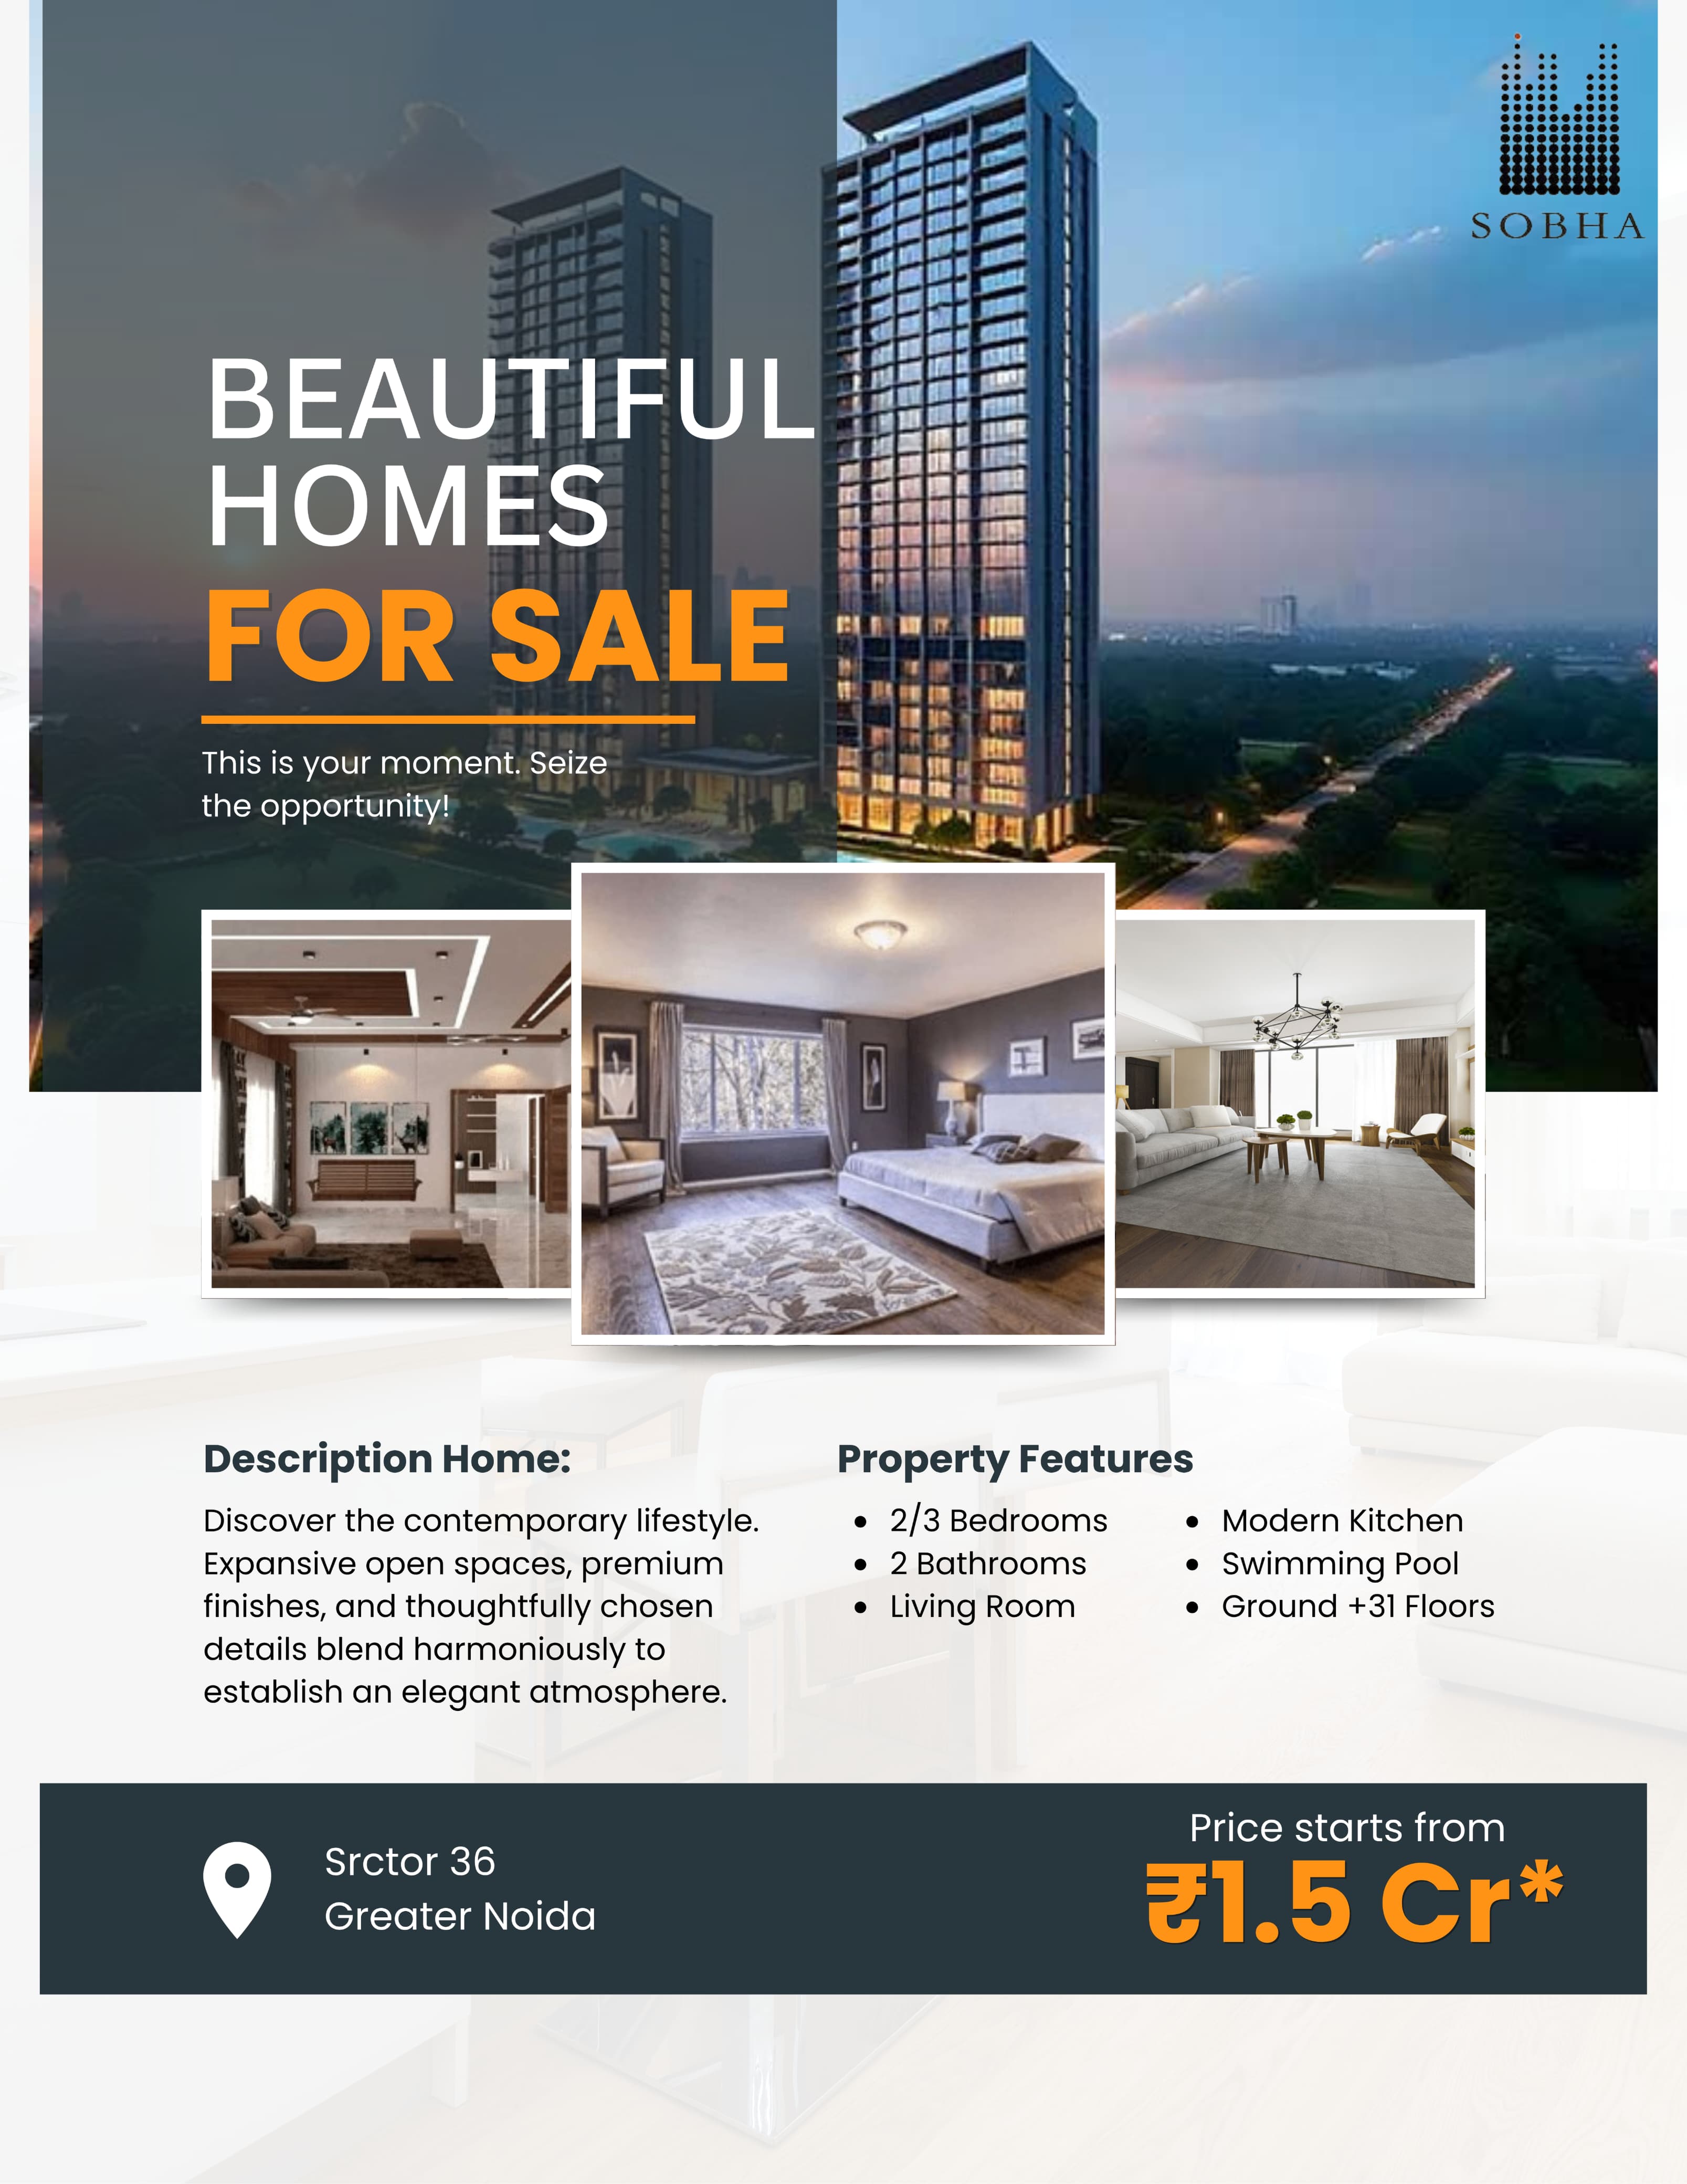 SOBHA
BEAUTIFUL
HOMES
FOR SALE
This is your moment. Seize
the opportunity!
Description Home:
Discover the contemporary lifestyle.
Expansive open spaces, premium
finishes, and thoughtfully chosen
details blend harmoniously to
establish an elegant atmosphere.
Property Features
• 2/3 Bedrooms
• 2 Bathrooms
• Living Room
• Modern Kitchen
• Swimming Pool
• Ground +31 Floors
Srctor 36
Greater Noida
Price starts from
₹1.5 Cr*